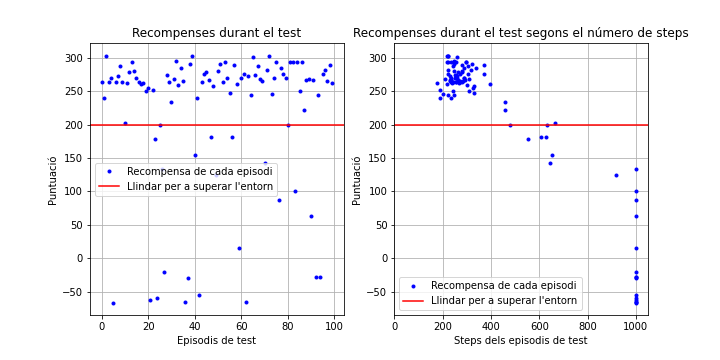 Recompenses durant el test
Puntuació
300
250
200
150
100
50
0
−50
Recompensa de cada episodi
Llindar per a superar l'entorn
0
20
40
60
80
100
Episodis de test
Recompenses durant el test segons el número de steps
Puntuació
300
250
200
150
100
50
0
−50
Recompensa de cada episodi
Llindar per a superar l'entorn
0
200
400
600
800
1000
Steps dels episodis de test